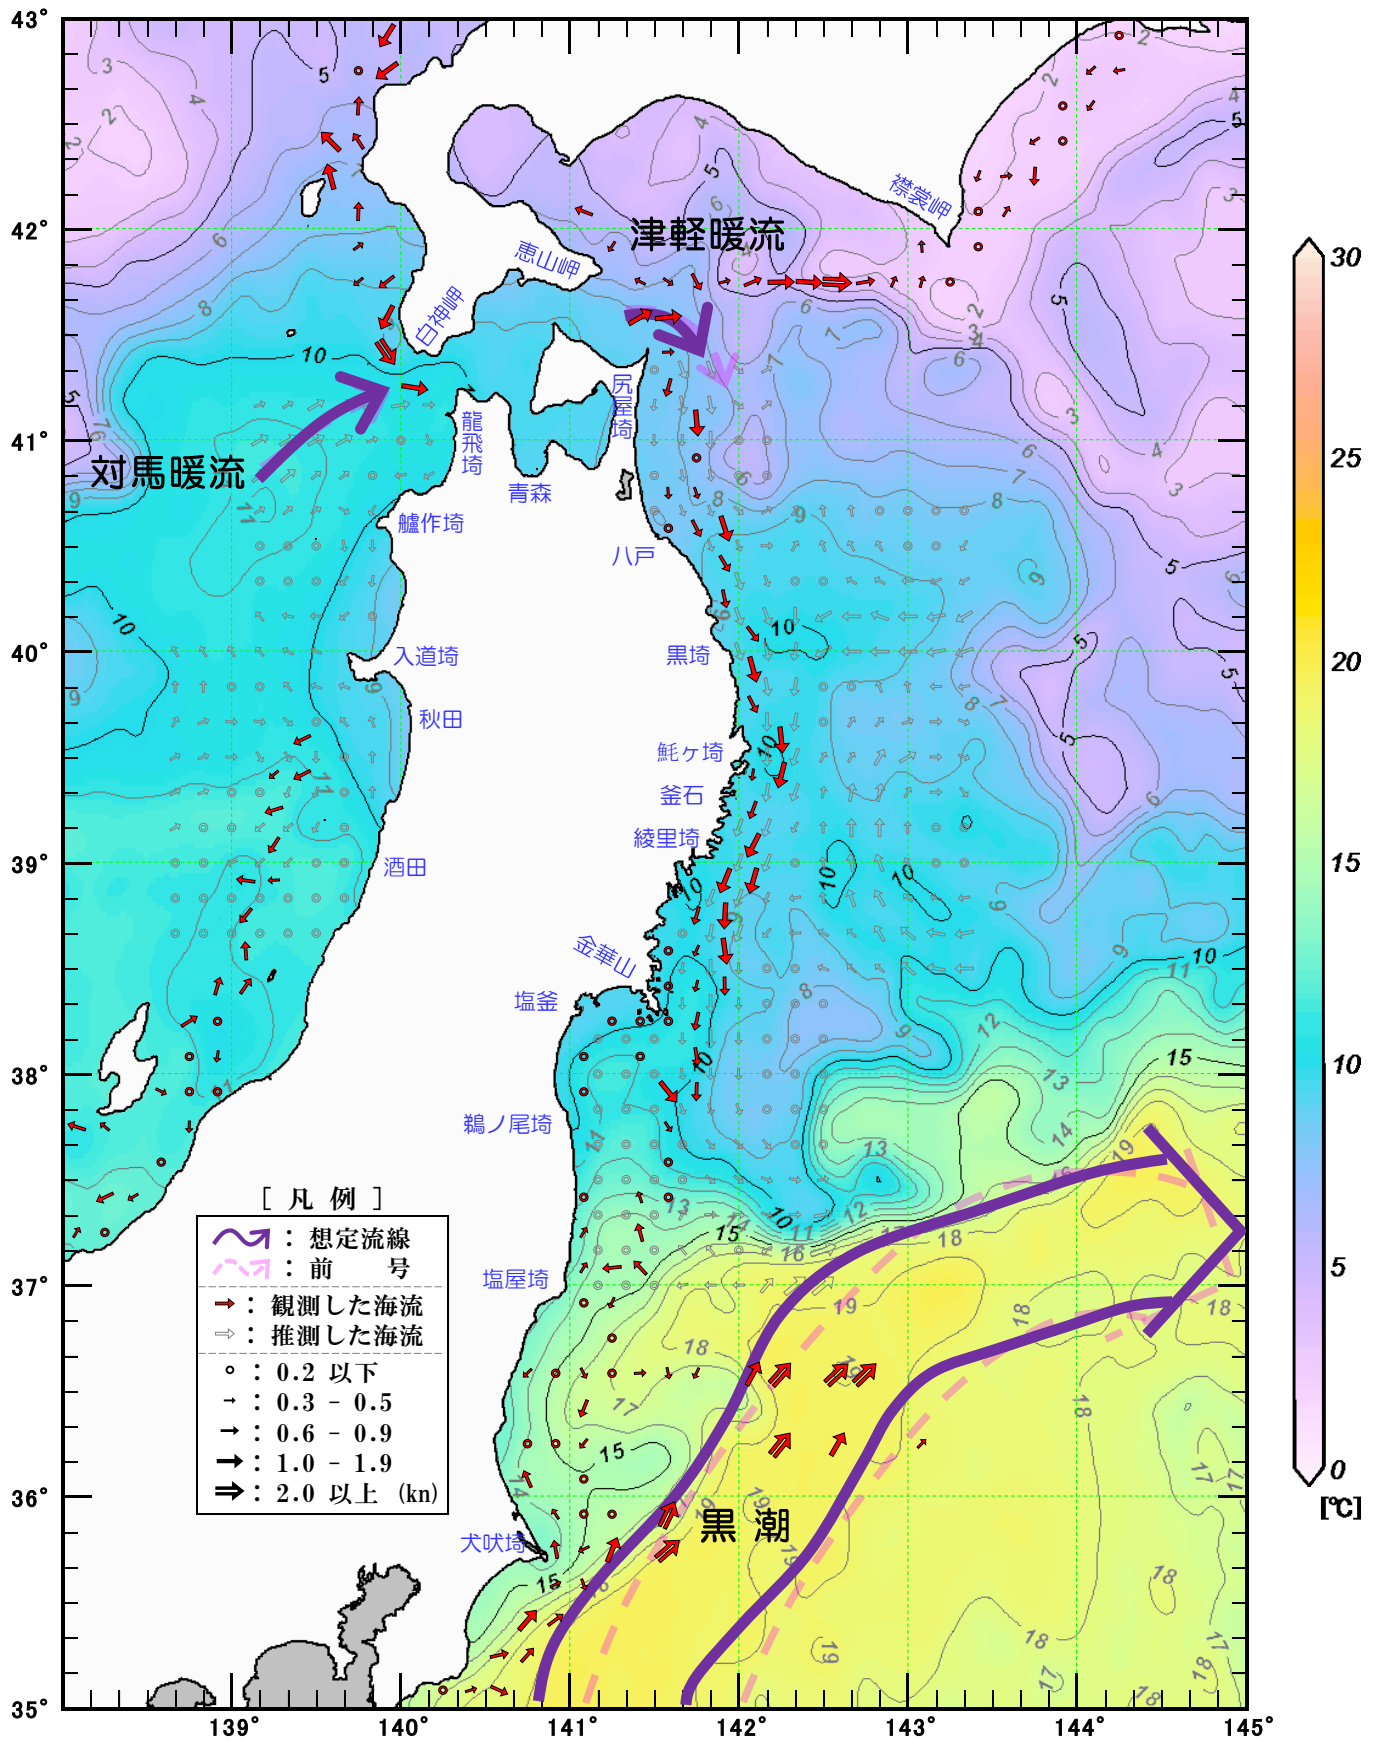 43°
42°
41°
40°
39°
38°
37°
36°
35°
139°
140°
141°
142°
143°
144°
145°
津軽暖流
対馬暖流
黒潮
襟裳岬
恵山岬
白神岬
龍飛埼
尻屋埼
青森
艫作埼
八戸
入道埼
黒埼
秋田
魹ヶ埼
釜石
綾里埼
酒田
金華山
塩釜
鵜ノ尾埼
塩屋埼
犬吠埼
[ 凡 例 ]
: 想定流線
: 前 号
: 観測した海流
: 推測した海流
: 0.2 以下
: 0.3 - 0.5
: 0.6 - 0.9
: 1.0 - 1.9
: 2.0 以上 (kn)
30
25
20
15
10
5
0
[℃]